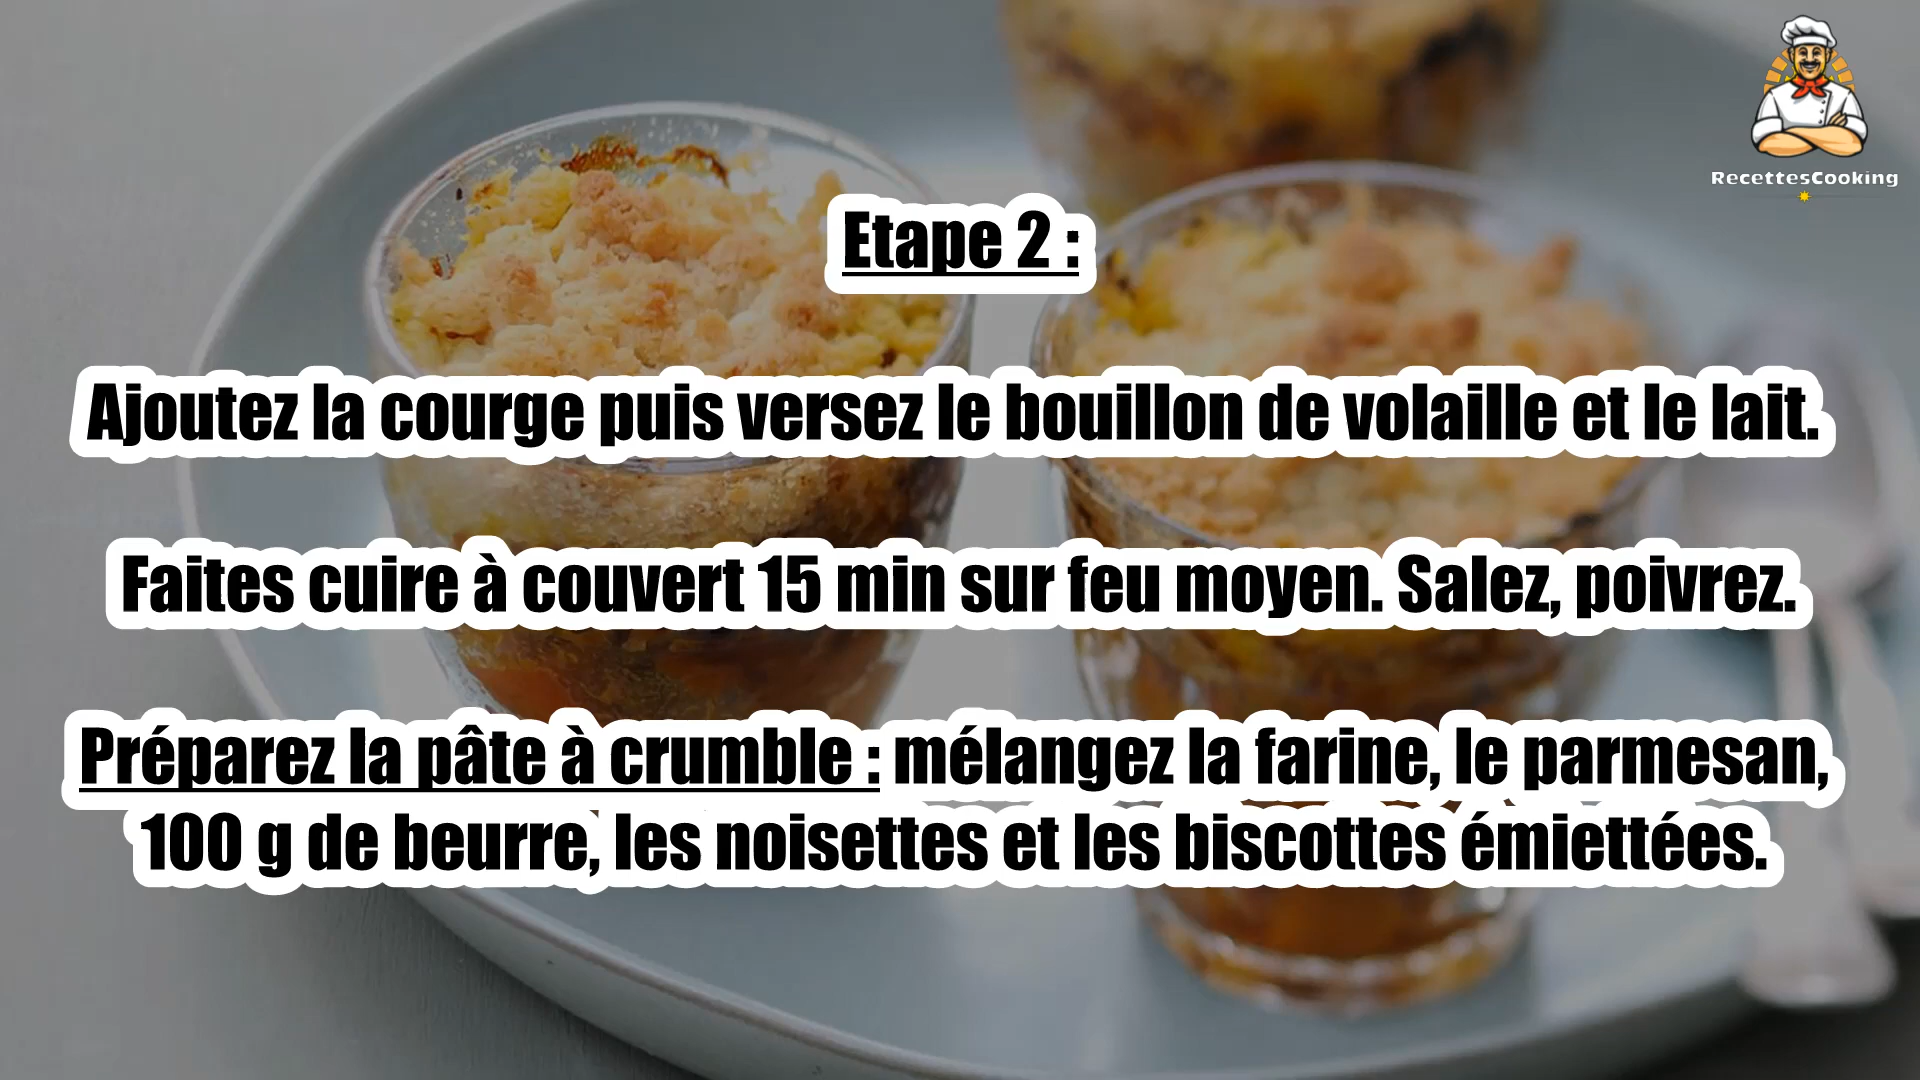 RecettesCooking
Etape 2 :
Ajoutez la courge puis versez le bouillon de volaille et le lait.
Faites cuire à couvert 15 min sur feu moyen. Salez, poivrez.
Préparez la pâte à crumble : mélangez la farine, le parmesan,
100 g de beurre, les noisettes et les biscottes émiettées.